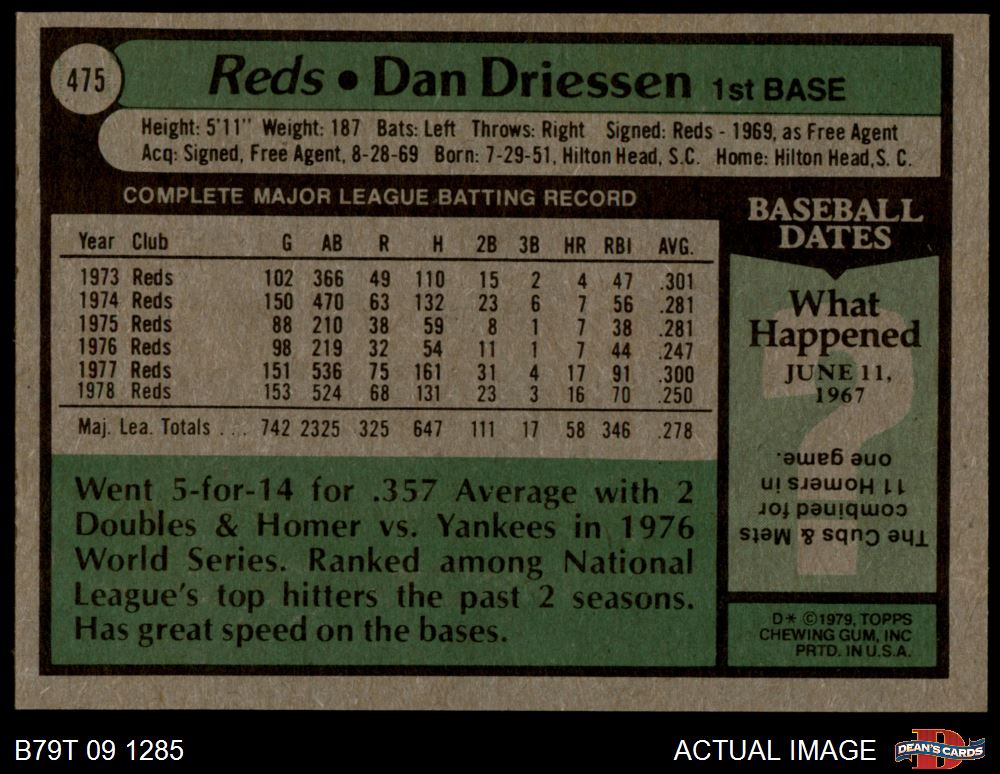 475
Reds • Dan Driessen 1st BASE
Height: 5'11" Weight: 187 Bats: Left Throws: Right Signed: Reds - 1969, as Free Agent
Acq: Signed, Free Agent, 8-28-69 Born: 7-29-51, Hilton Head, S.C. Home: Hilton Head, S. C.
COMPLETE MAJOR LEAGUE BATTING RECORD
Year Club G AB R H 2B 3B HR RBI AVG.
1973 Reds 102 366 49 110 15 2 4 47 .301
1974 Reds 150 470 63 132 23 6 7 56 .281
1975 Reds 88 210 38 59 8 1 7 38 .281
1976 Reds 98 219 32 54 11 1 7 44 .247
1977 Reds 151 536 75 161 31 4 17 91 .300
1978 Reds 153 524 68 131 23 3 16 70 .250
Maj. Lea. Totals . . . 742 2325 325 647 111 17 58 346 .278
Went 5-for-14 for .357 Average with 2
Doubles & Homer vs. Yankees in 1976
World Series. Ranked among National
League's top hitters the past 2 seasons.
Has great speed on the bases.
BASEBALL
DATES
What
Happened
JUNE 11,
1967
?
The Cubs & Mets
combined for
11 Homers in
one game.
D* ©1979, TOPPS
CHEWING GUM, INC
PRTD. IN U.S.A.
B79T 09 1285
ACTUAL IMAGE
D
DEAN'S CARDS